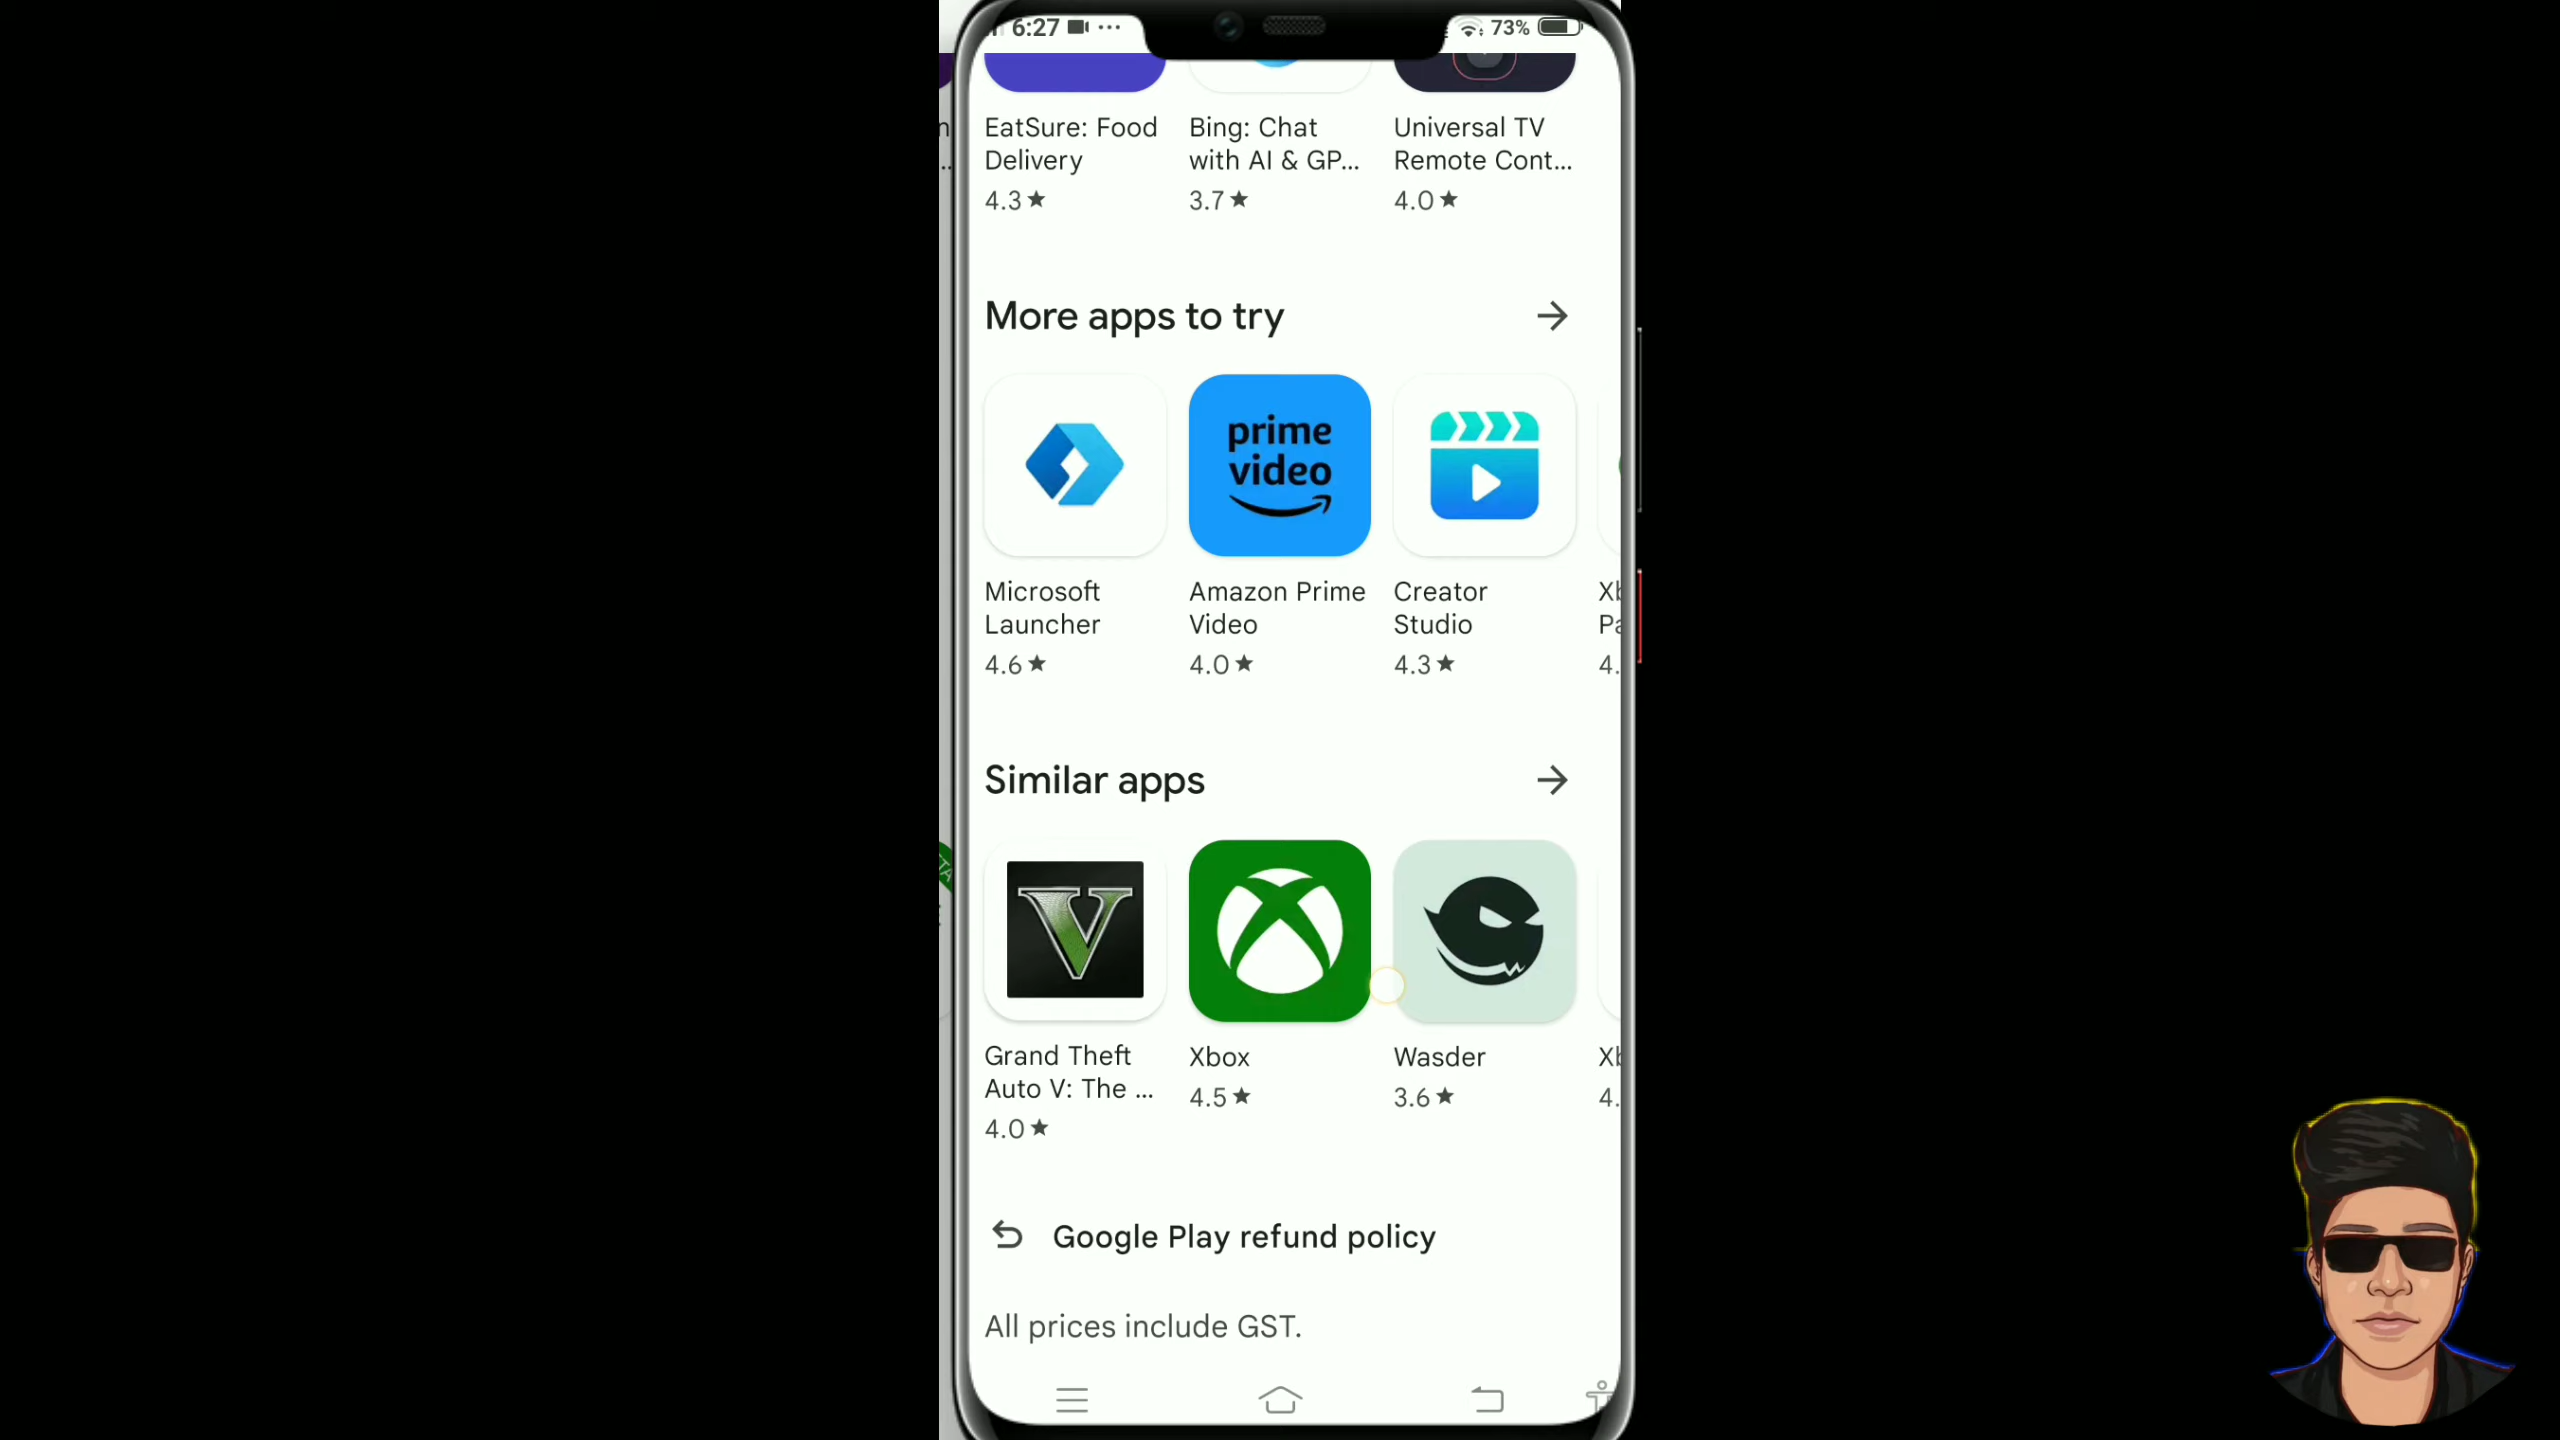 6:27
73%
EatSure: Food
Delivery
4.3★
Bing: Chat
with AI & GP...
3.7★
Universal TV
Remote Cont...
4.0★
More apps to try
prime
video
Microsoft
Launcher
4.6★
Amazon Prime
Video
4.0★
Creator
Studio
4.3★
Similar apps
V
Grand Theft
Auto V: The ...
4.0★
Xbox
4.5★
Wasder
3.6★
Google Play refund policy
All prices include GST.